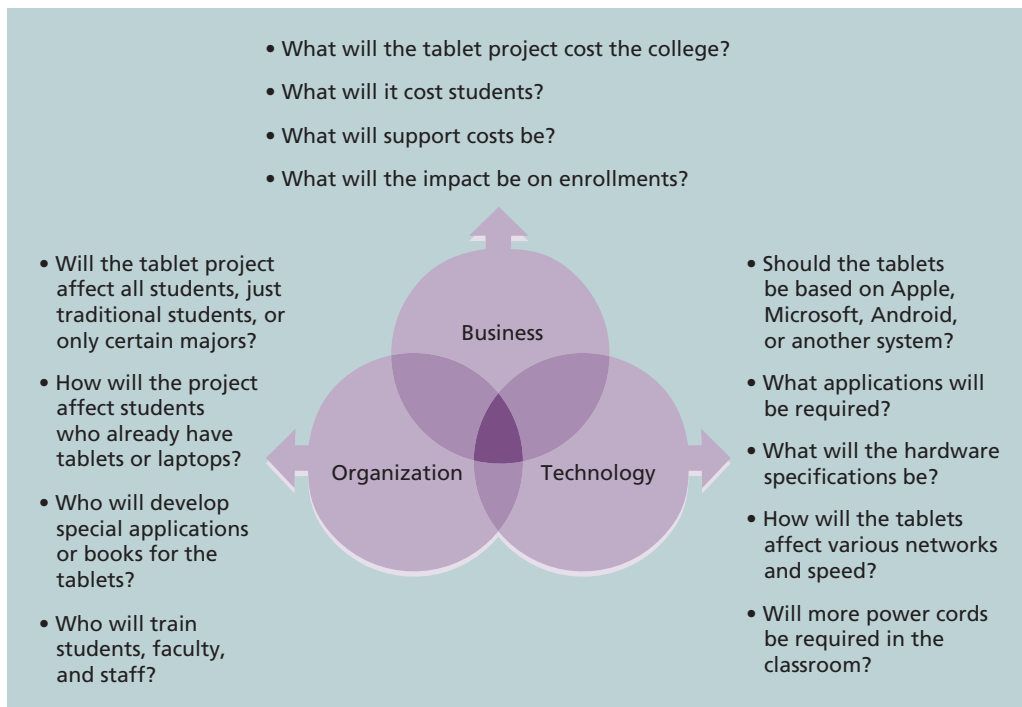 • What will the tablet project cost the college?
• What will it cost students?
• What will support costs be?
• What will the impact be on enrollments?
• Will the tablet project
affect all students, just
traditional students, or
only certain majors?
• How will the project
affect students
who already have
tablets or laptops?
• Who will develop
special applications
or books for the
tablets?
• Who will train
students, faculty,
and staff?
Business
Organization
Technology
• Should the tablets
be based on Apple,
Microsoft, Android,
or another system?
• What applications will
be required?
• What will the hardware
specifications be?
• How will the tablets
affect various networks
and speed?
• Will more power cords
be required in the
classroom?